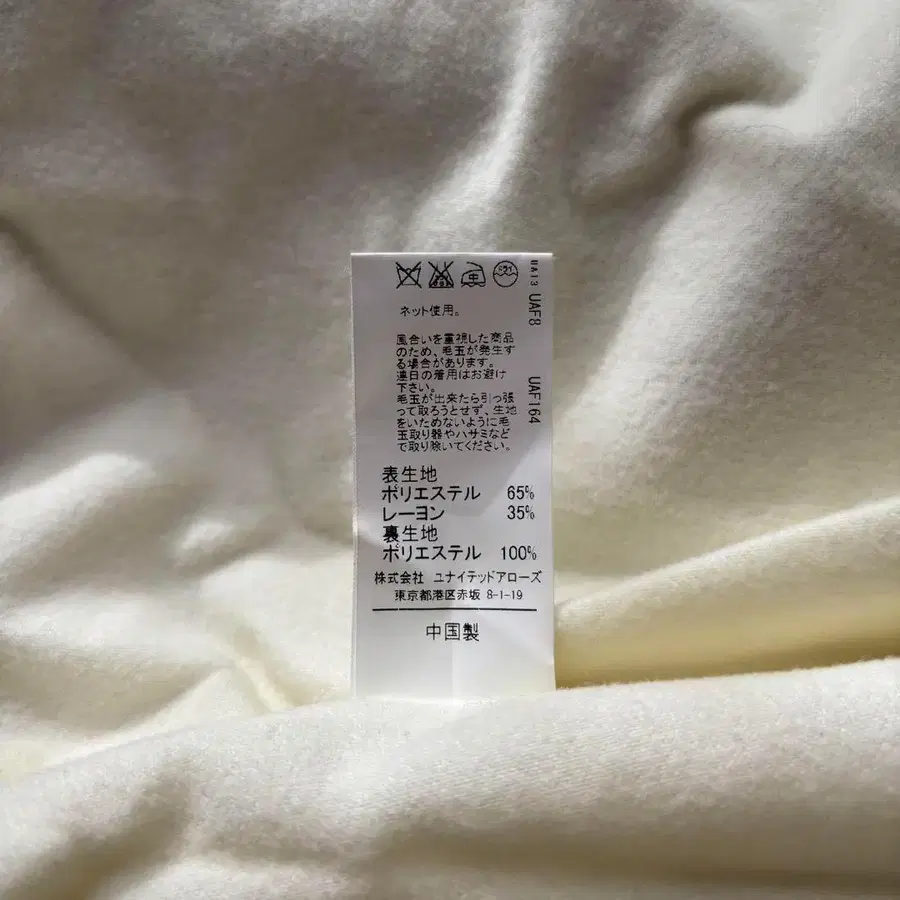 ネット使用。
風合いを重視した商品
のため、毛玉が発生す
る場合があります。
連日の着用はお避け
下さい。
毛玉が出来たら引っ張
って取ろうとせず、生地
をいためないように毛
玉取り器やハサミなど
で取り除いてください。
表生地
ポリエステル 65%
レーヨン 35%
裏生地
ポリエステル 100%
株式会社 ユナイテッドアローズ
東京都港区赤坂 8-1-19
中国製
UA13 UAF8 UAF164
中